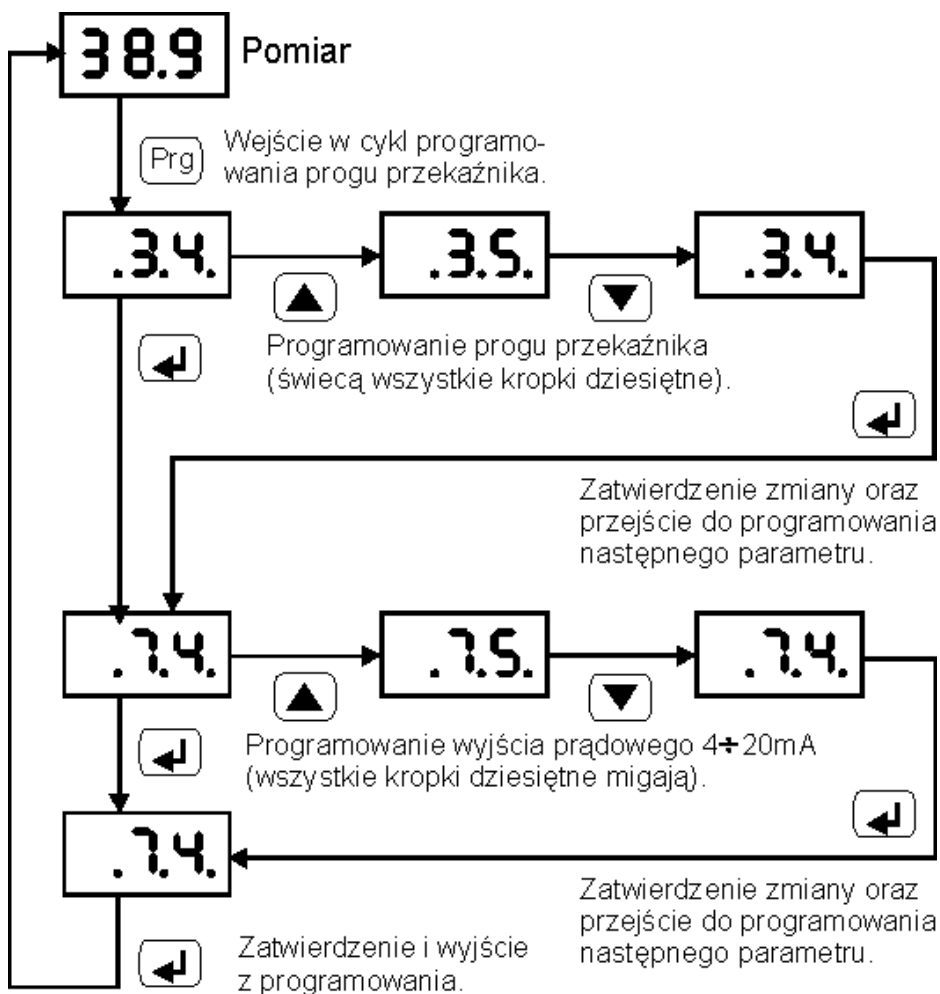 38.9 Pomiar
Prg
Wejście w cykl programo-
wania progu przekaźnika.
.3.4. .3.5. .3.4.
Programowanie progu przekaźnika
(świecą wszystkie kropki dziesiętne).
Zatwierdzenie zmiany oraz
przejście do programowania
następnego parametru.
.7.4. .7.5. .7.4.
Programowanie wyjścia prądowego 4÷20mA
(wszystkie kropki dziesiętne migają).
.7.4.
Zatwierdzenie zmiany oraz
przejście do programowania
następnego parametru.
Zatwierdzenie i wyjście
z programowania.